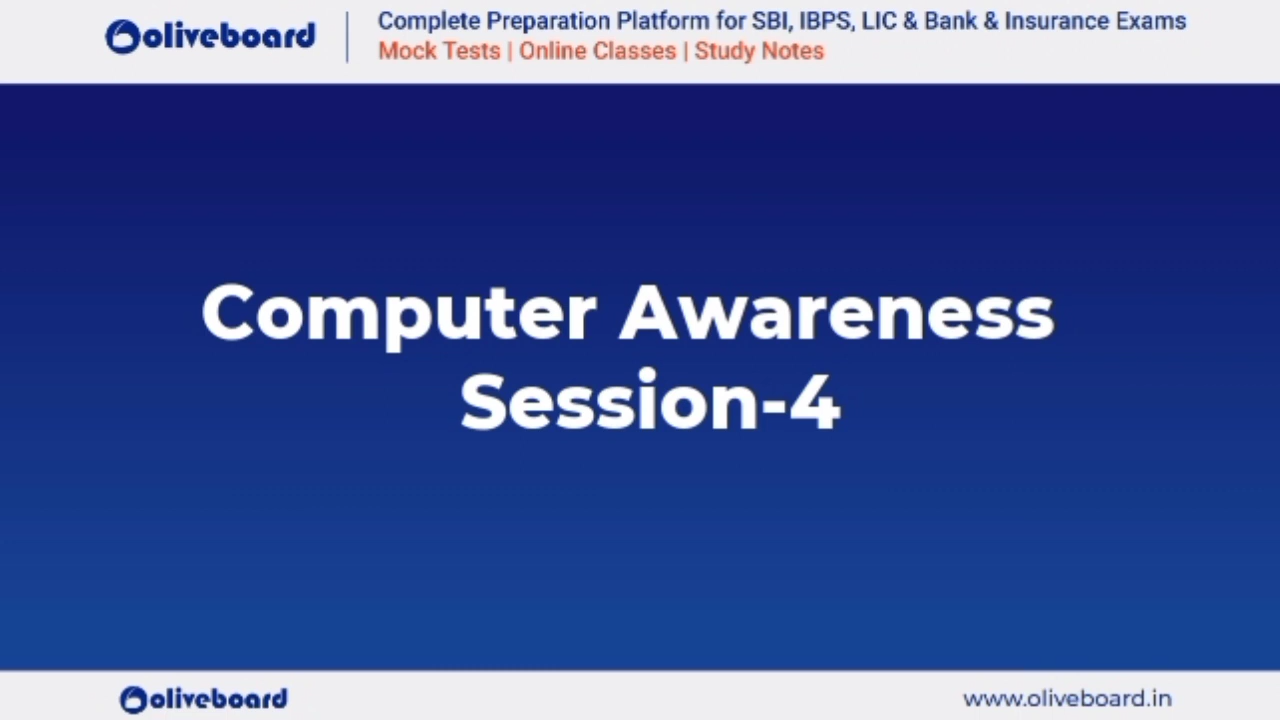 oliveboard
Complete Preparation Platform for SBI, IBPS, LIC & Bank & Insurance Exams
Mock Tests | Online Classes | Study Notes
Computer Awareness
Session-4
oliveboard
www.oliveboard.in